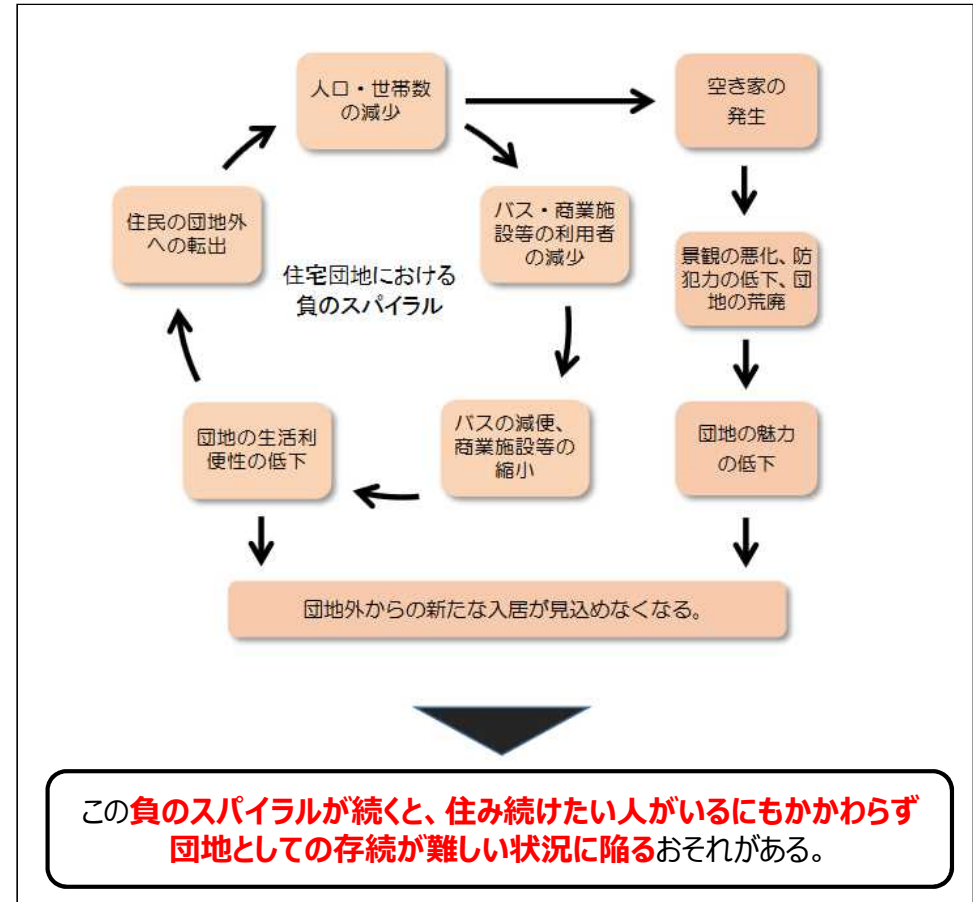 人口・世帯数
の減少
空き家の
発生
バス・商業施
設等の利用者
の減少
住民の団地外
への転出
住宅団地における
負のスパイラル
景観の悪化、防
犯力の低下、団
地の荒廃
バスの減便、
商業施設等の
縮小
団地の生活利
便性の低下
団地の魅力
の低下
団地外からの新たな入居が見込めなくなる。
この負のスパイラルが続くと、住み続けたい人がいるにもかかわらず
団地としての存続が難しい状況に陥るおそれがある。